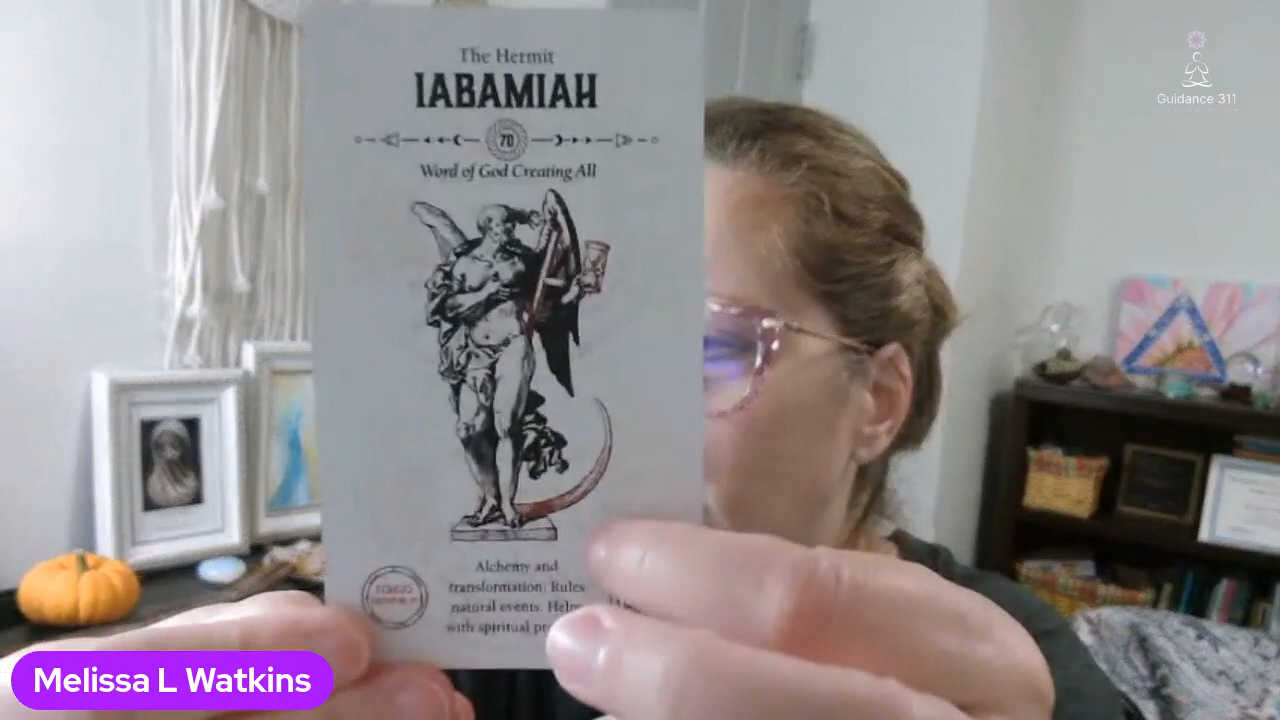 The Hermit
IABAMIAH
70
Word of God Creating All
Alchemy and
transformation. Rules
natural events. Helps
with spiritual
Guidance 311
Melissa L Watkins